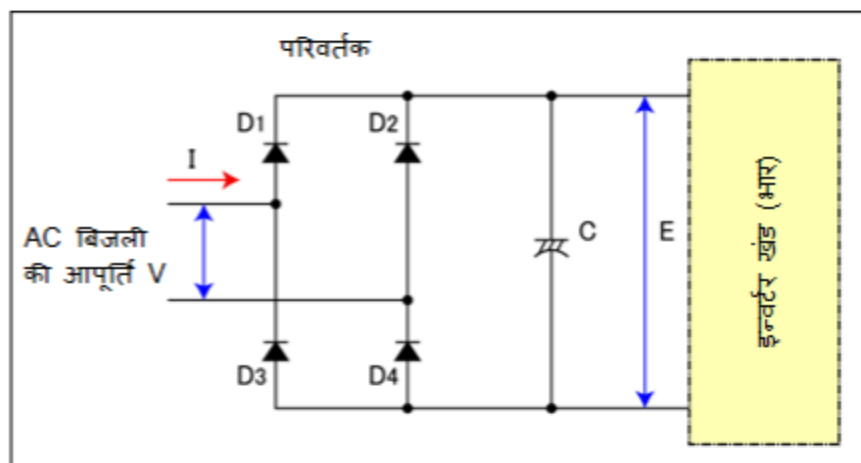 परिवर्तक
D1
D2
I
AC बिजली
की आपूर्ति V
C
E
इन्वर्टर खंड (भार)
D3
D4